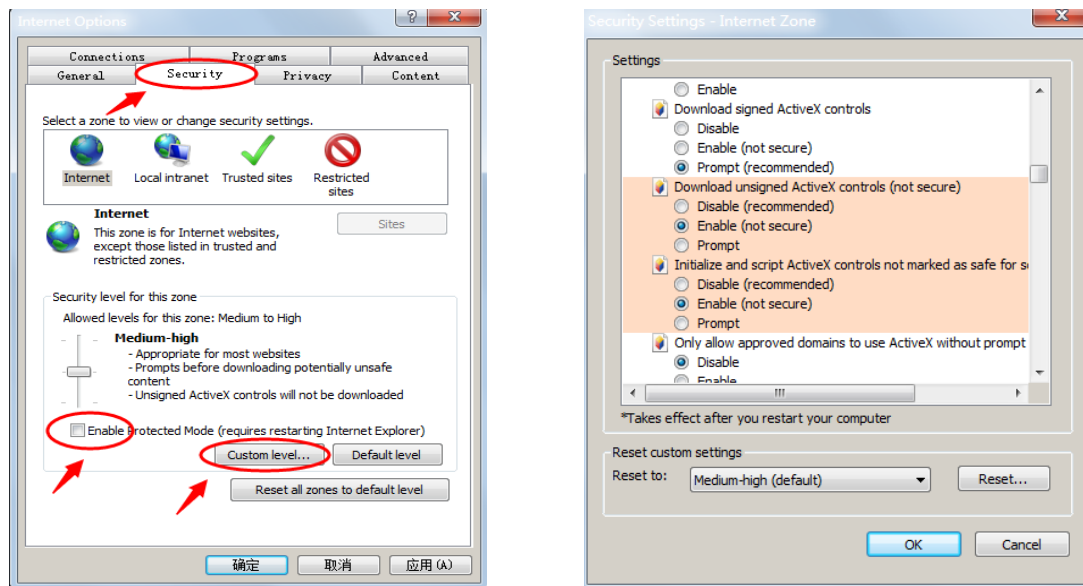 Internet Options
Connections
Programs
Advanced
General
Security
Privacy
Content
Select a zone to view or change security settings.
Internet
Local intranet
Trusted sites
Restricted
sites
Internet
This zone is for Internet websites,
except those listed in trusted and
restricted zones.
Sites
Security level for this zone
Allowed levels for this zone: Medium to High
Medium-high
- Appropriate for most websites
- Prompts before downloading potentially unsafe
content
- Unsigned ActiveX controls will not be downloaded
Enable Protected Mode (requires restarting Internet Explorer)
Custom level...
Default level
Reset all zones to default level
确定
取消
应用(A)
Security Settings - Internet Zone
Settings
Enable
Download signed ActiveX controls
Disable
Enable (not secure)
Prompt (recommended)
Download unsigned ActiveX controls (not secure)
Disable (recommended)
Enable (not secure)
Prompt
Initialize and script ActiveX controls not marked as safe for s
Disable (recommended)
Enable (not secure)
Prompt
Only allow approved domains to use ActiveX without prompt
Disable
Enable
*Takes effect after you restart your computer
Reset custom settings
Reset to:
Medium-high (default)
Reset...
OK
Cancel